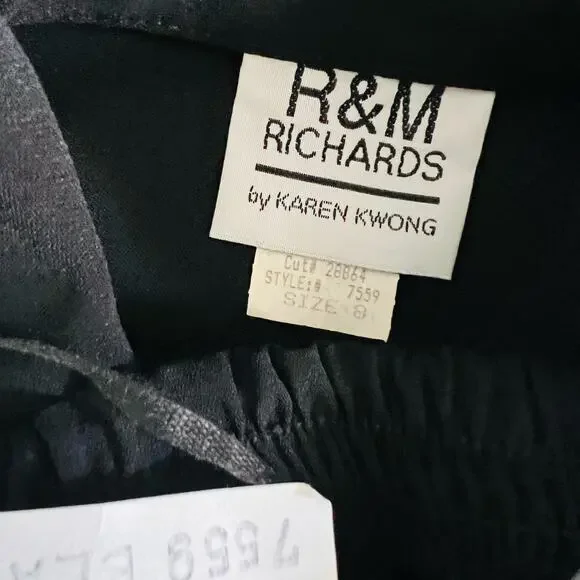 R&M
RICHARDS
by KAREN KWONG
Cut# 28864
STYLE:# 7559
SIZE 8
7559